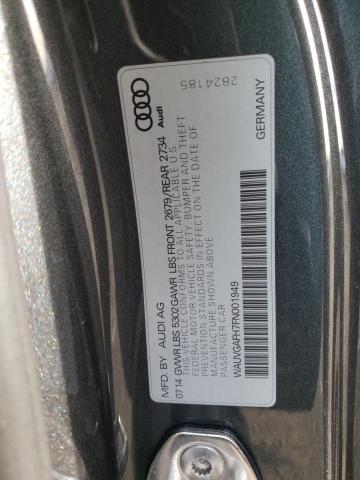 MFD. BY AUDI AG
07 14 GVWR LBS 5302 GAWR LBS FRONT 2679/REAR 2734
THIS VEHICLE CONFORMS TO ALL APPLICABLE U S
FEDERAL MOTOR VEHICLE SAFETY, BUMPER AND THEFT
PREVENTION STANDARDS IN EFFECT ON THE DATE OF
MANUFACTURE SHOWN ABOVE
PASSENGER CAR
WAUVGAFH7FN001949
Audi
2824185
GERMANY